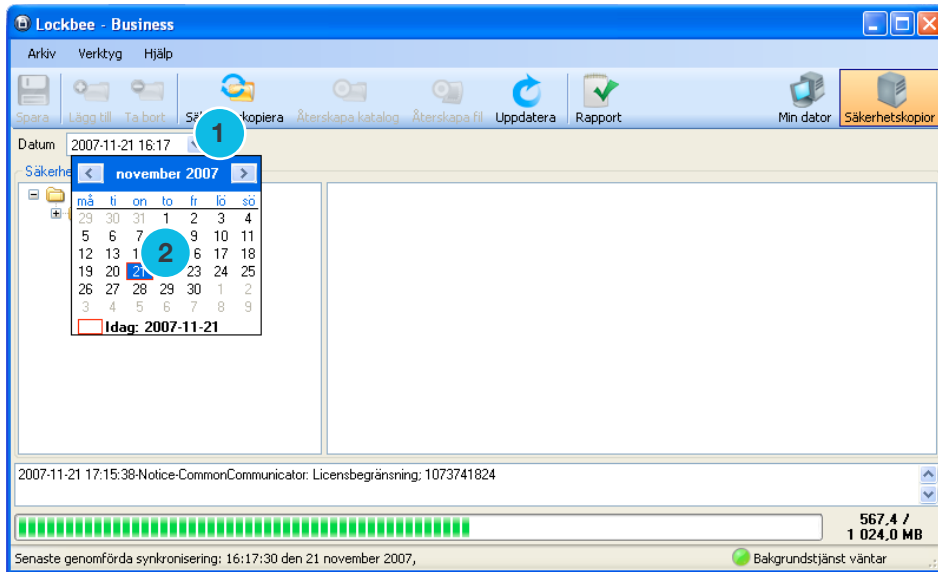 Lockbee - Business
Arkiv Verktyg Hjälp
Spara Lägg till Ta bort Återskapa katalog Återskapa fil Uppdatera Rapport Min dator Säkerhetskopior
1
Datum 2007-11-21 16:17
november 2007
må ti on to fr lö sö
29 30 31 1 2 3 4
5 6 7 9 10 11
12 13 17 18
2
19 20 21 23 24 25
26 27 28 29 30 1 2
3 4 5 6 7 8 9
Idag: 2007-11-21
2007-11-21 17:15:38-Notice-CommonCommunicator: Licensbegränsning; 1073741824
567,4 /
1 024,0 MB
Senaste genomförda synkronisering: 16:17:30 den 21 november 2007, Bakgrundstjänst väntar